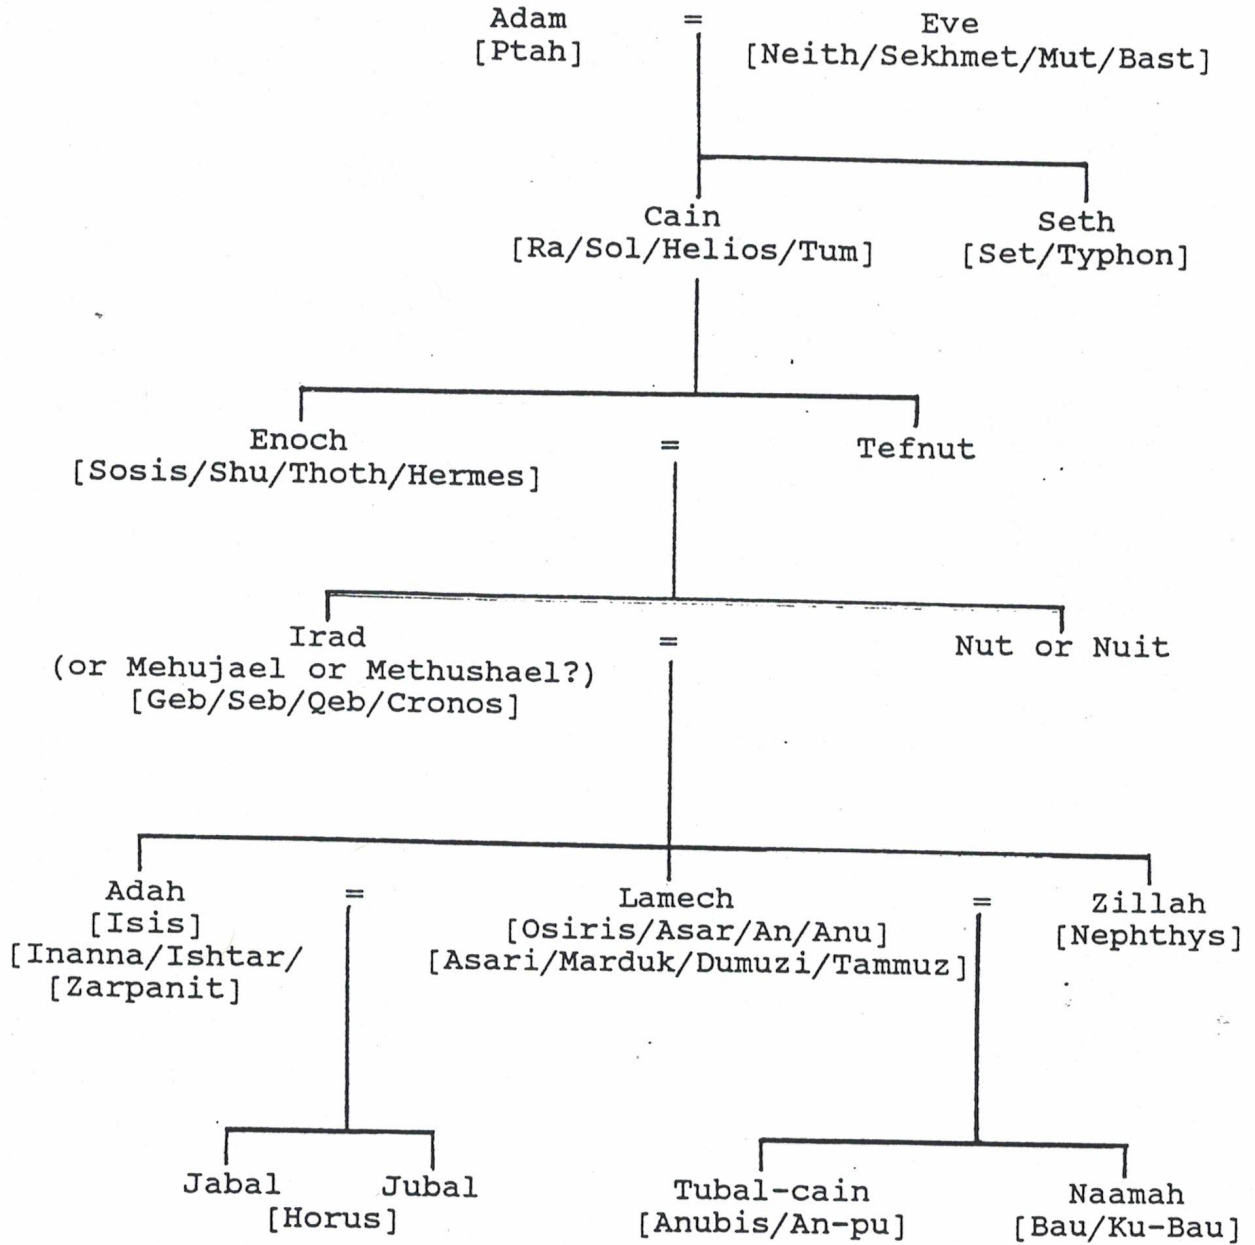 Adam = Eve
[Ptah] [Neith/Sekhmet/Mut/Bast]
Cain Seth
[Ra/Sol/Helios/Tum] [Set/Typhon]
Enoch = Tefnut
[Sosis/Shu/Thoth/Hermes]
Irad = Nut or Nuit
(or Mehujael or Methushael?)
[Geb/Seb/Qeb/Cronos]
Adah = Lamech = Zillah
[Isis] [Osiris/Asar/An/Anu] [Nephthys]
[Inanna/Ishtar/ [Asari/Marduk/Dumuzi/Tammuz]
[Zarpanit]
Jabal Jubal Tubal-cain Naamah
[Horus] [Anubis/An-pu] [Bau/Ku-Bau]